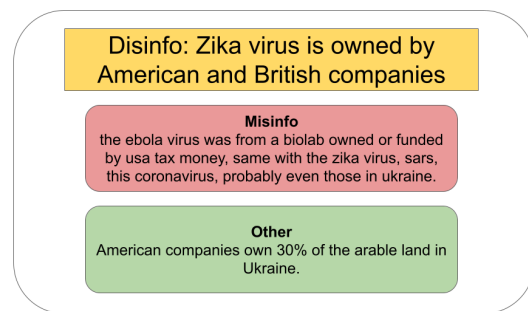 Disinfo: Zika virus is owned by
American and British companies
Misinfo
the ebola virus was from a biolab owned or funded
by usa tax money, same with the zika virus, sars,
this coronavirus, probably even those in ukraine.
Other
American companies own 30% of the arable land in
Ukraine.